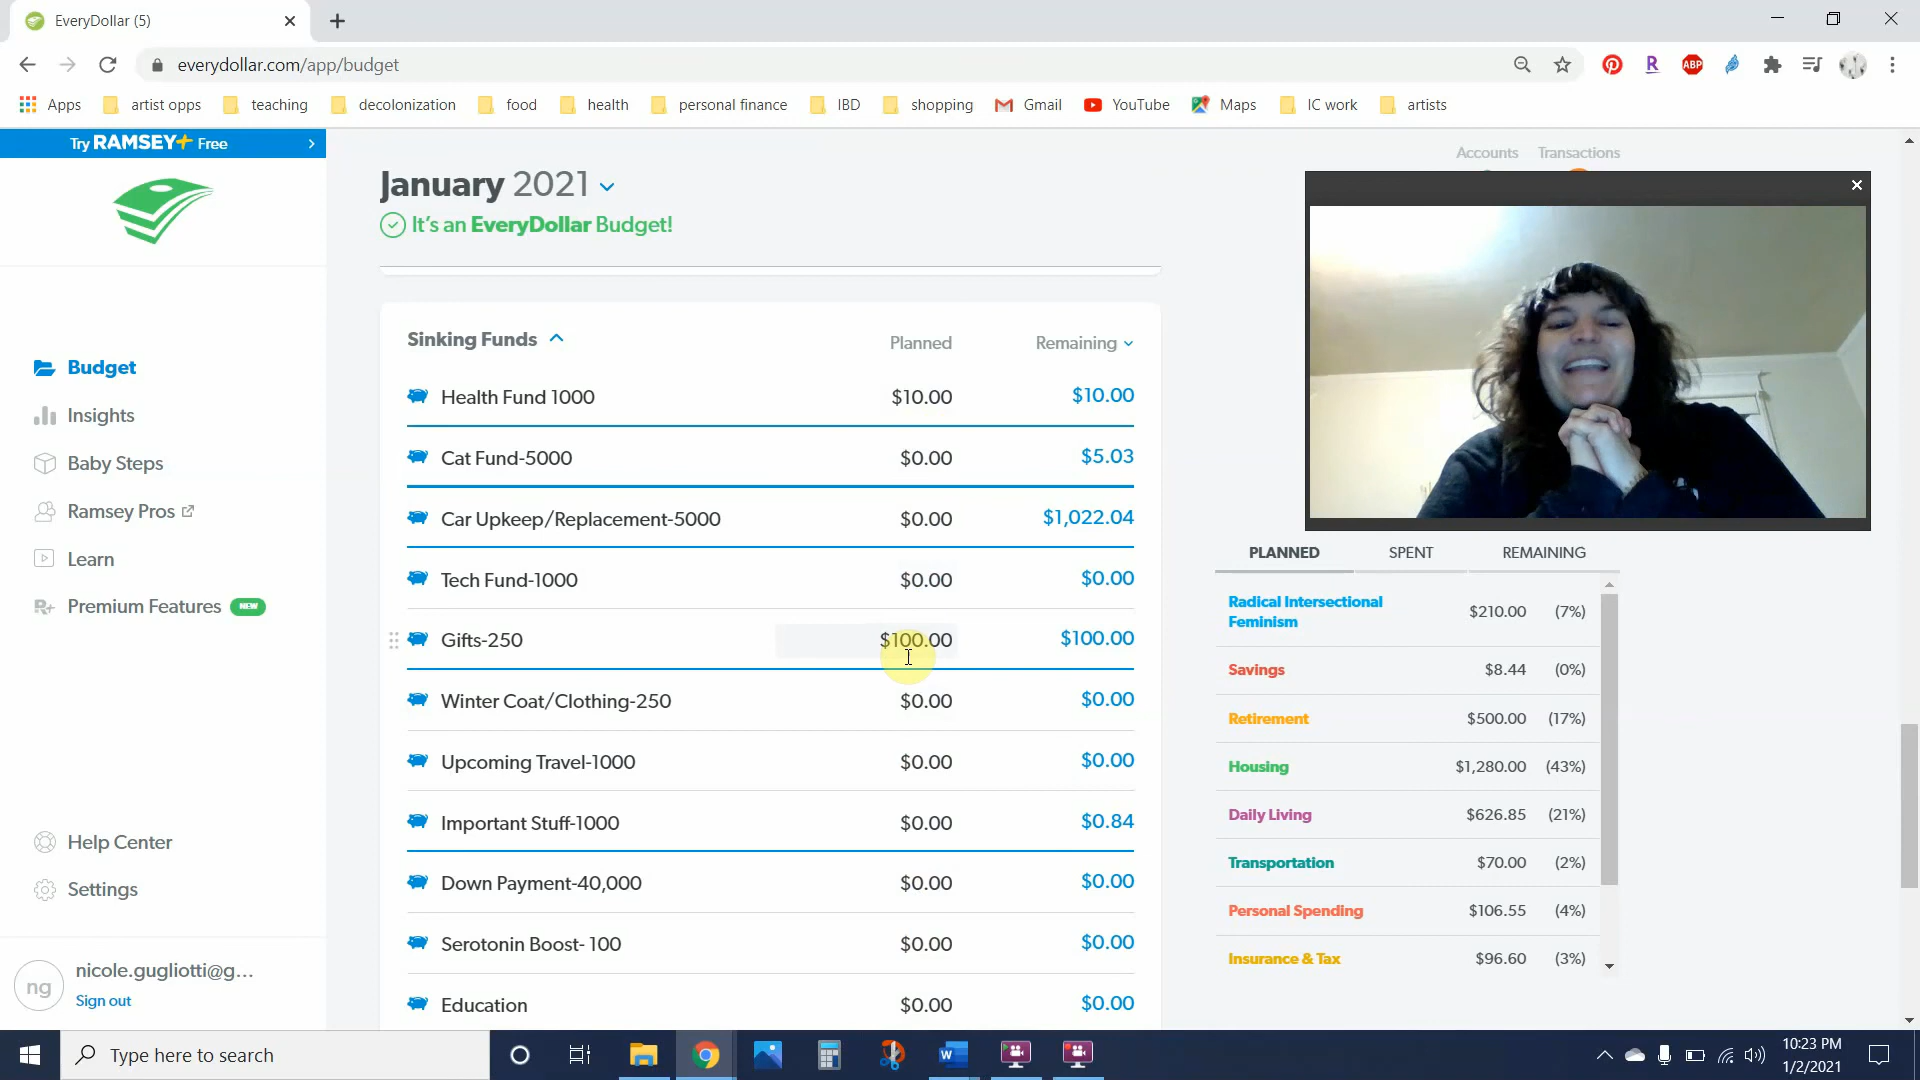 EveryDollar (5)
everydollar.com/app/budget
Apps artist opps teaching decolonization food health personal finance IBD shopping Gmail YouTube Maps IC work artists
Try RAMSEY+ Free
Accounts Transactions
January 2021
It's an EveryDollar Budget!
Budget
Insights
Baby Steps
Ramsey Pros
Learn
Premium Features NEW
Help Center
Settings
ng
nicole.gugliotti@g...
Sign out
Sinking Funds Planned Remaining
Health Fund 1000 $10.00 $10.00
Cat Fund-5000 $0.00 $5.03
Car Upkeep/Replacement-5000 $0.00 $1,022.04
Tech Fund-1000 $0.00 $0.00
Gifts-250 $100.00 $100.00
Winter Coat/Clothing-250 $0.00 $0.00
Upcoming Travel-1000 $0.00 $0.00
Important Stuff-1000 $0.00 $0.84
Down Payment-40,000 $0.00 $0.00
Serotonin Boost- 100 $0.00 $0.00
Education $0.00 $0.00
PLANNED SPENT REMAINING
Radical Intersectional
Feminism $210.00 (7%)
Savings $8.44 (0%)
Retirement $500.00 (17%)
Housing $1,280.00 (43%)
Daily Living $626.85 (21%)
Transportation $70.00 (2%)
Personal Spending $106.55 (4%)
Insurance & Tax $96.60 (3%)
Type here to search
10:23 PM
1/2/2021